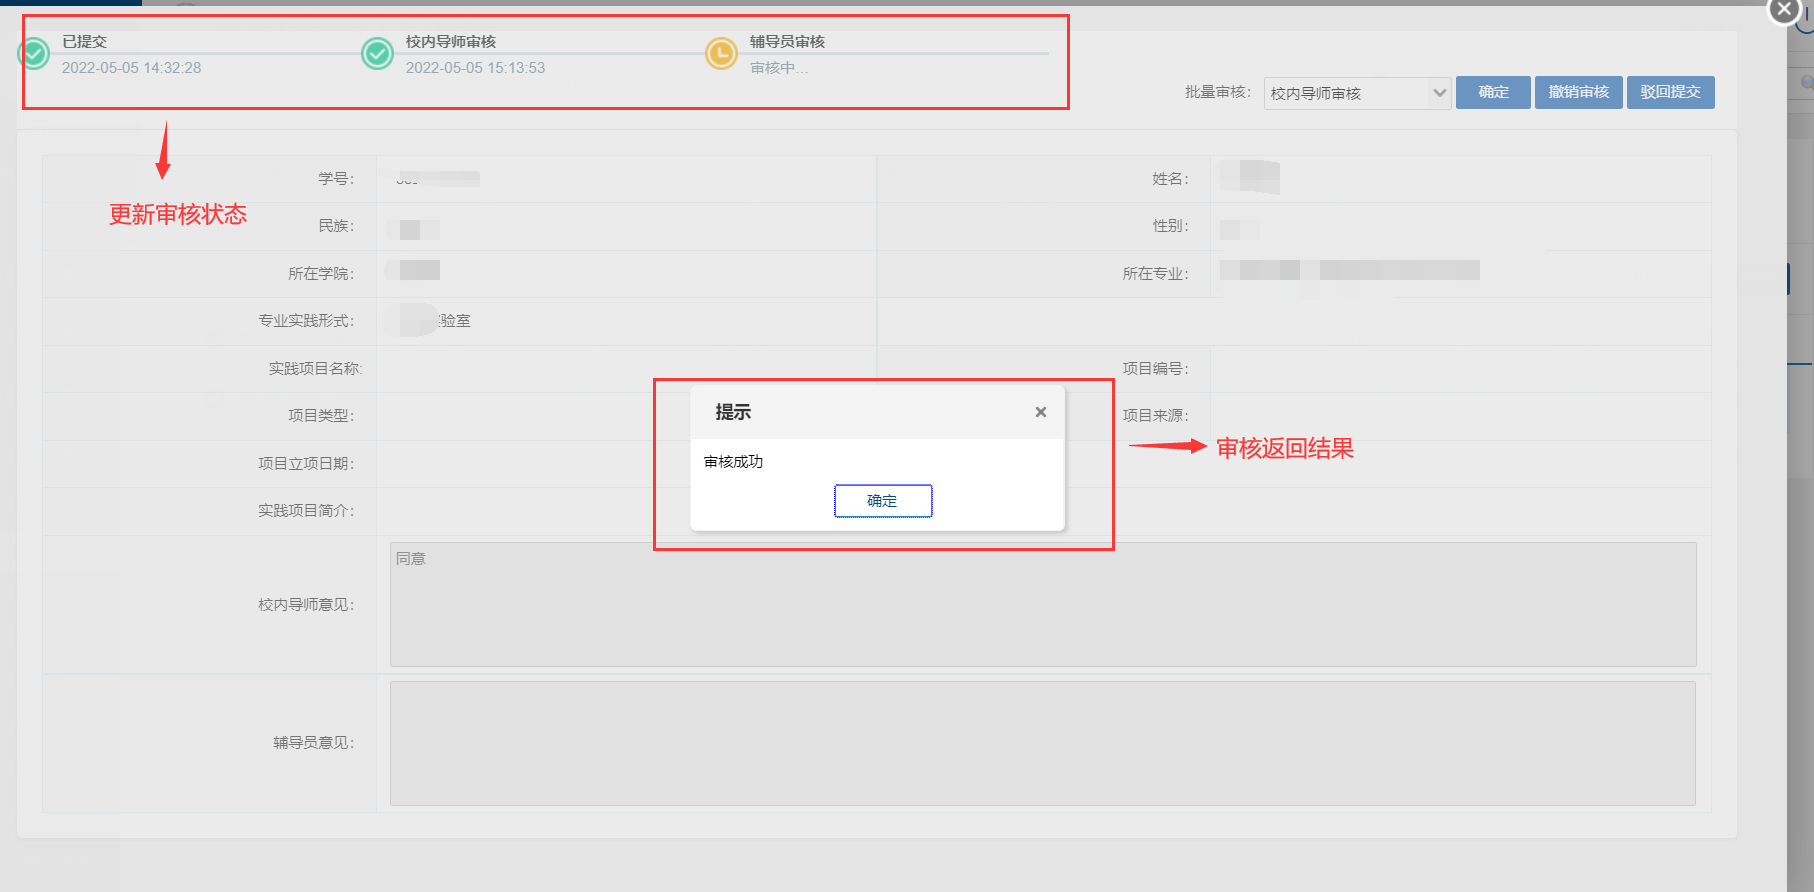 已提交
2022-05-05 14:32:28
校内导师审核
2022-05-05 15:13:53
辅导员审核
审核中...
批量审核：
校内导师审核
确定
撤销审核
驳回提交
更新审核状态
学号：
姓名：
民族：
性别：
所在学院：
所在专业：
专业实践形式：
验室
实践项目名称:
项目编号：
项目类型：
项目来源：
项目立项日期：
实践项目简介：
提示
审核成功
确定
审核返回结果
校内导师意见：
同意
辅导员意见：